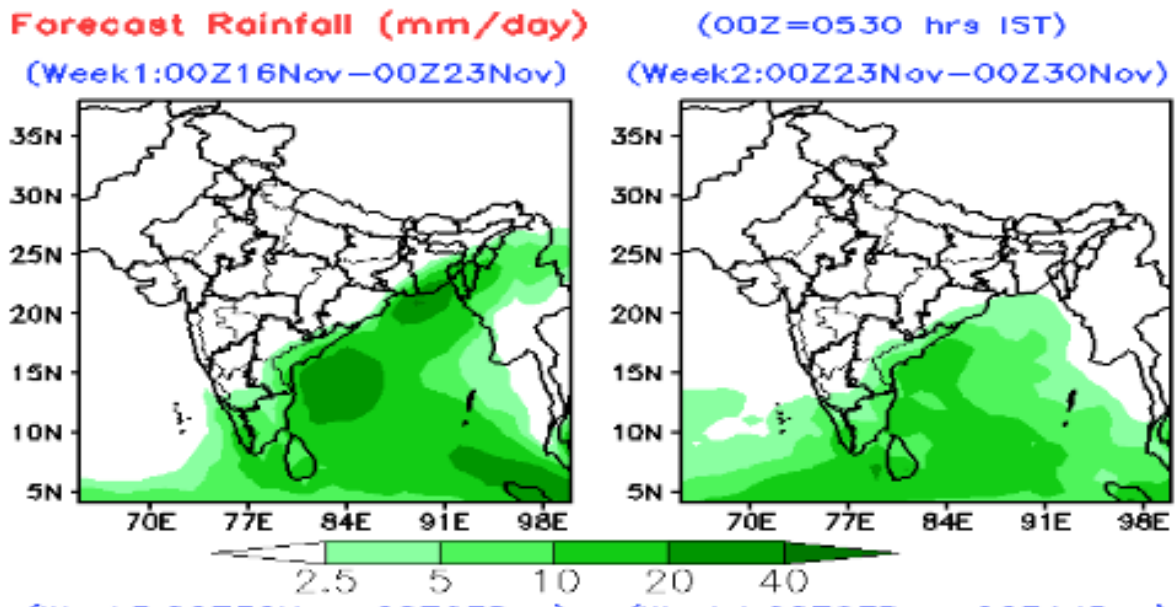 Forecast Rainfall (mm/day) (00Z=0530 hrs IST)
(Week1:00Z16Nov-00Z23Nov) (Week2:00Z23Nov-00Z30Nov)
35N 35N
30N 30N
25N 25N
20N 20N
15N 15N
10N 10N
5N 5N
70E 77E 84E 91E 98E 70E 77E 84E 91E 98E
2.5 5 10 20 40